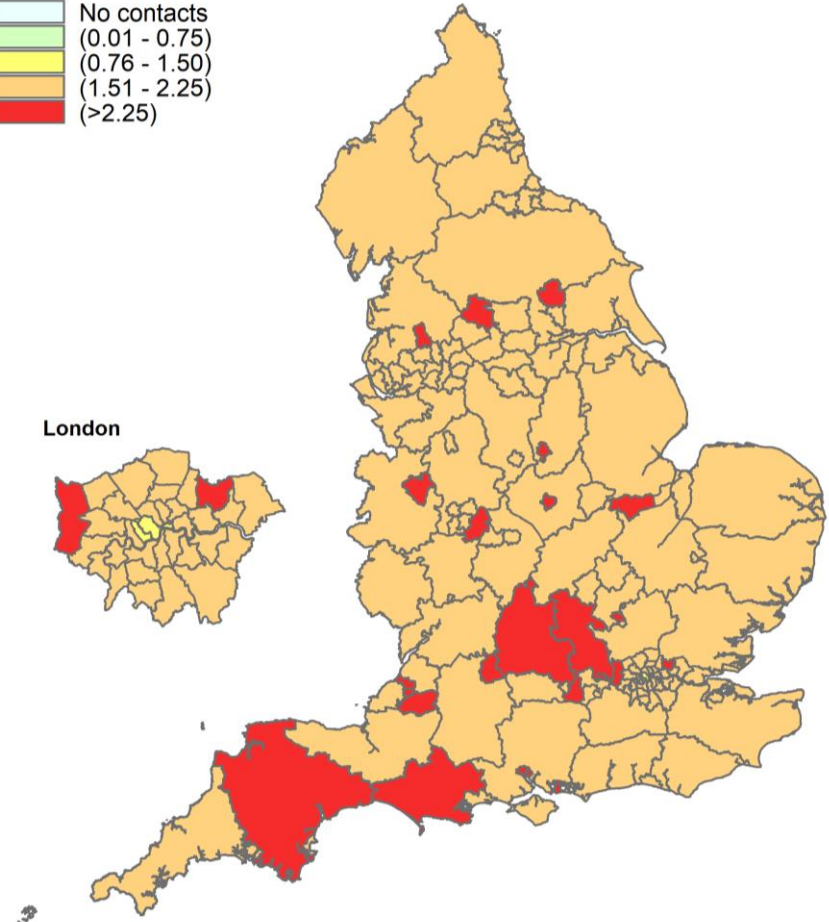 No contacts
(0.01 - 0.75)
(0.76 - 1.50)
(1.51 - 2.25)
(>2.25)
London